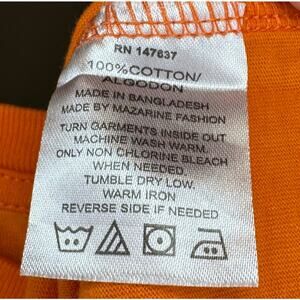 RN 147637
100%COTTON/
ALGODON
MADE IN BANGLADESH
MADE BY MAZARINE FASHION
TURN GARMENTS INSIDE OUT
MACHINE WASH WARM.
ONLY NON CHLORINE BLEACH
WHEN NEEDED.
TUMBLE DRY LOW.
WARM IRON
REVERSE SIDE IF NEEDED